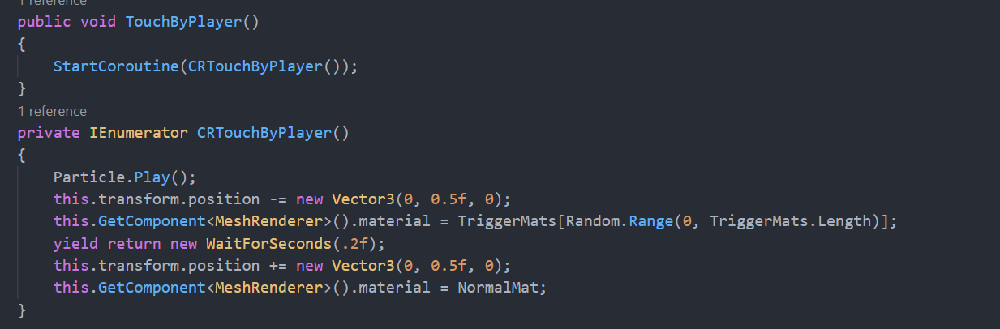 1 reference
public void TouchByPlayer()
{
    StartCoroutine(CRTouchByPlayer());
}
1 reference
private IEnumerator CRTouchByPlayer()
{
    Particle.Play();
    this.transform.position -= new Vector3(0, 0.5f, 0);
    this.GetComponent<MeshRenderer>().material = TriggerMats[Random.Range(0, TriggerMats.Length)];
    yield return new WaitForSeconds(.2f);
    this.transform.position += new Vector3(0, 0.5f, 0);
    this.GetComponent<MeshRenderer>().material = NormalMat;
}